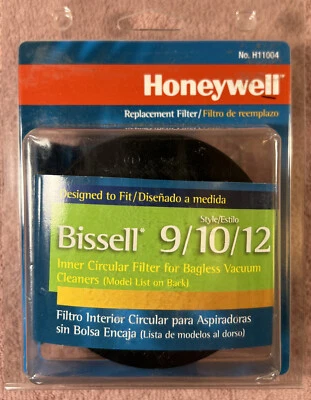 No. H11004
Honeywell
Replacement Filter/Filtro de reemplazo
Designed to Fit/Diseñado a medida
Style/Estilo
Bissell® 9/10/12
Inner Circular Filter for Bagless Vacuum
Cleaners (Model List on Back)
Filtro Interior Circular para Aspiradoras
sin Bolsa Encaja (Lista de modelos al dorso)